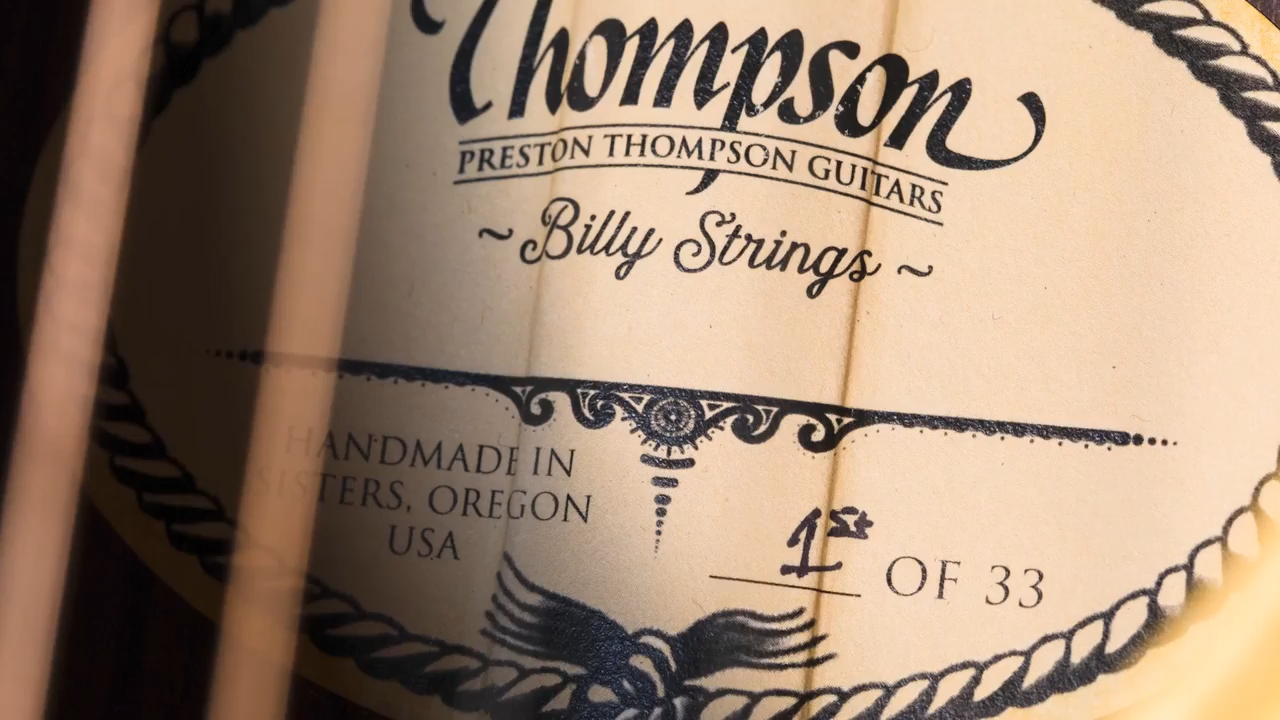 Thompson
PRESTON THOMPSON GUITARS
~ Billy Strings ~
HANDMADE IN
SISTERS, OREGON
USA
1st OF 33